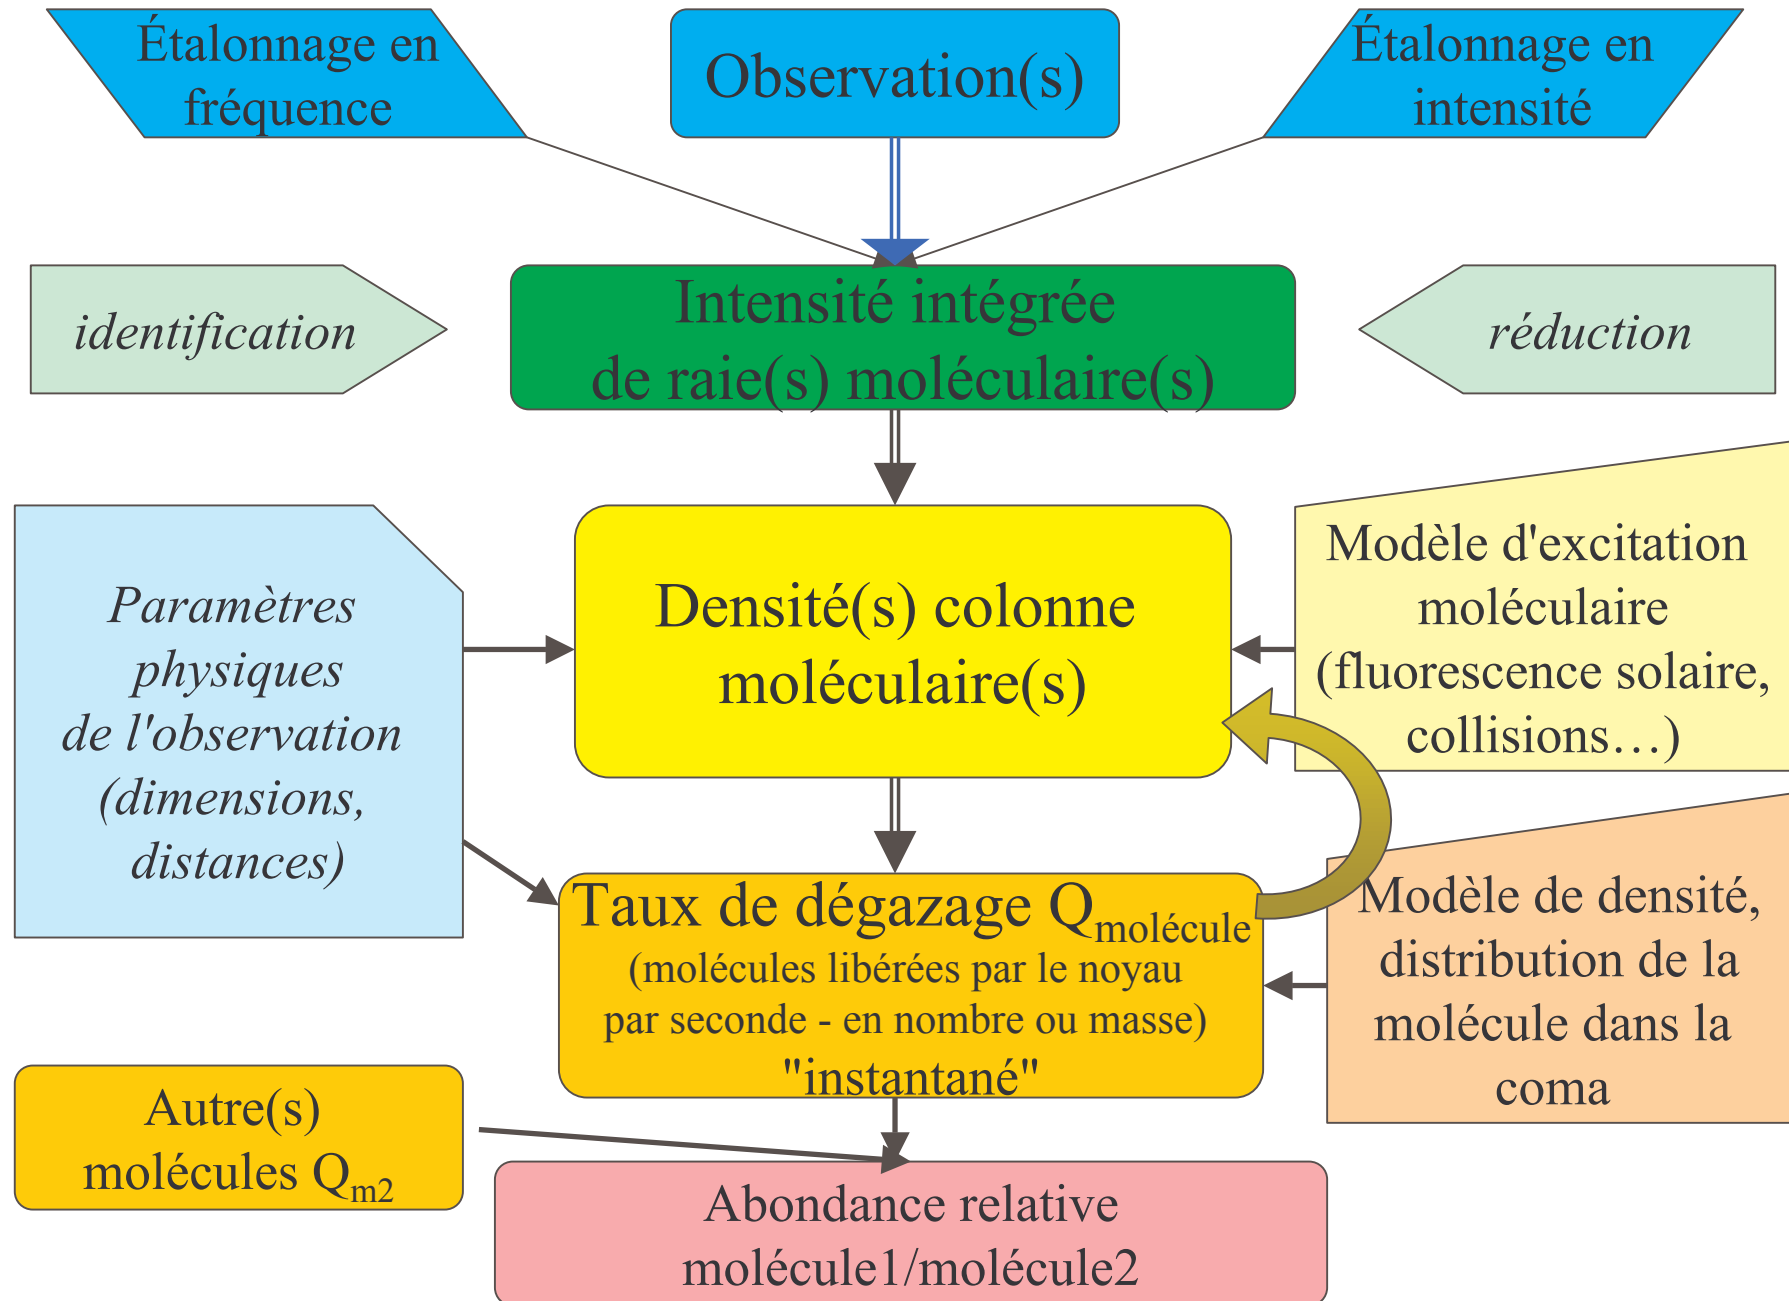 Étalonnage en
fréquence
Observation(s)
Étalonnage en
intensité
identification
Intensité intégrée
de raie(s) moléculaire(s)
réduction
Paramètres
physiques
de l'observation
(dimensions,
distances)
Densité(s) colonne
moléculaire(s)
Modèle d'excitation
moléculaire
(fluorescence solaire,
collisions…)
Taux de dégazage Qmolécule
(molécules libérées par le noyau
par seconde - en nombre ou masse)
"instantané"
Modèle de densité,
distribution de la
molécule dans la
coma
Autre(s)
molécules Qm2
Abondance relative
molécule1/molécule2